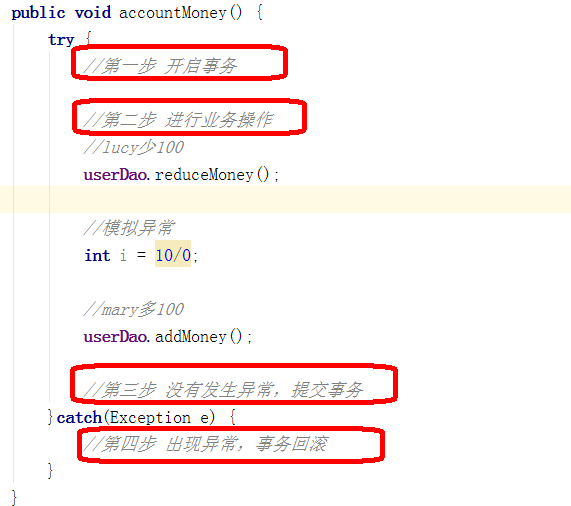 public void accountMoney() {
try {
//第一步 开启事务
//第二步 进行业务操作
//lucy少100
userDao.reduceMoney();
//模拟异常
int i = 10/0;
//mary多100
userDao.addMoney();
//第三步 没有发生异常，提交事务
}catch(Exception e) {
//第四步 出现异常，事务回滚
}
}